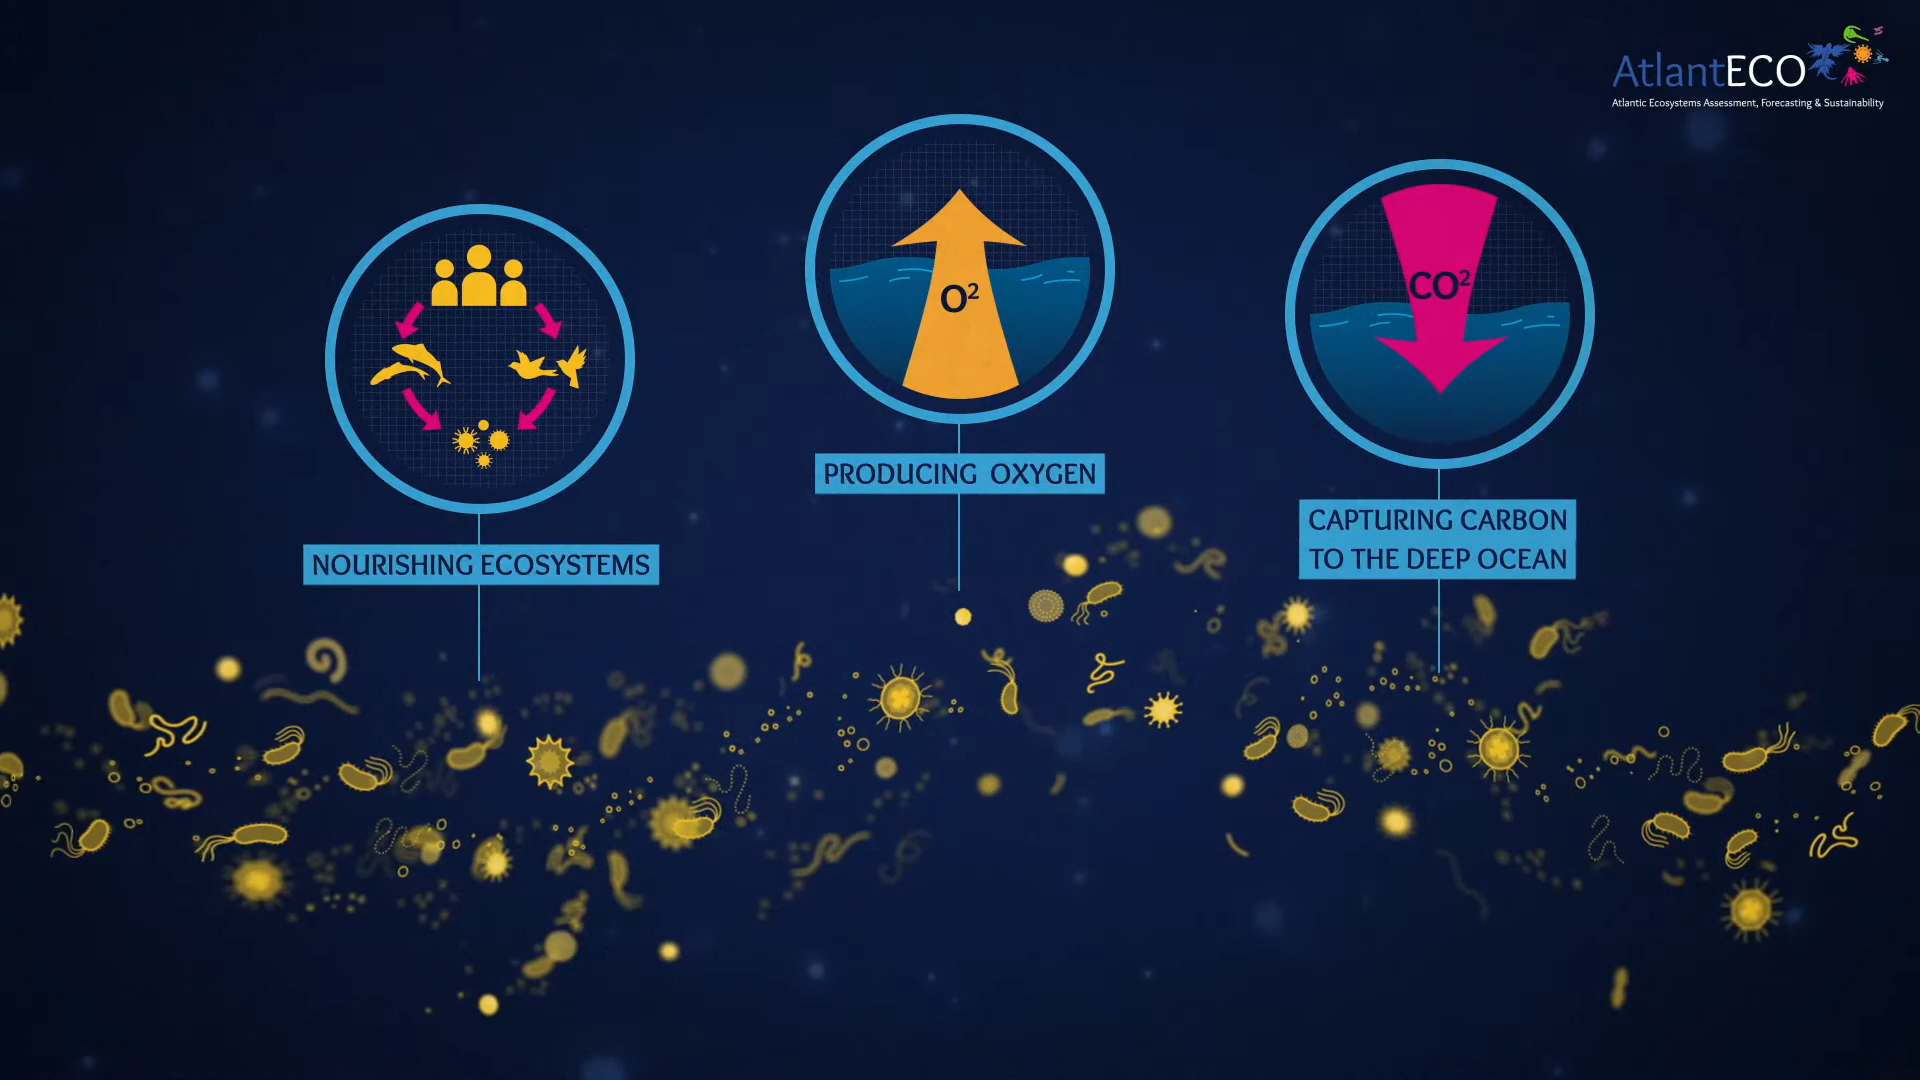 AtlantECO
Atlantic Ecosystems Assessment, Forecasting & Sustainability
O²
CO²
PRODUCING OXYGEN
CAPTURING CARBON
TO THE DEEP OCEAN
NOURISHING ECOSYSTEMS